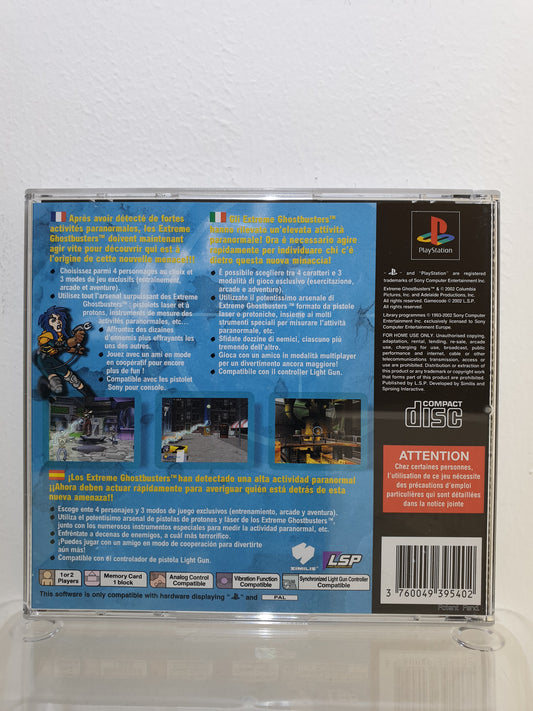 Après avoir détecté de fortes
activités paranormales, les Extreme
Ghostbusters™ doivent maintenant
agir vite pour découvrir qui est à
l'origine de cette nouvelle menace!!
• Choisissez parmi 4 personnages au choix et
3 modes de jeu exclusifs (entraînement,
arcade et aventure).
• Utilisez tout l'arsenal surpuissant des Extreme
Ghostbusters™: pistolets laser et à
protons, instruments de mesure des
activités paranormales, etc...
• Affrontez des dizaines
d'ennemis plus effrayants les
uns des autres.
• Jouez avec un ami en mode
en coopératif pour encore
plus de fun !
• Compatible avec les pistolet
Sony pour console.
Gli Extreme Ghostbusters™
hanno rilevato un'elevata attività
paranormale! Ora é necessario agire
rapidamente per individuare chi c'è
dietro questa nuova minaccia!
• É possibile scegliere tra 4 caratteri e 3
modalità di gioco esclusivo (esercitazione,
arcade e avventura).
• Utilizzate il potentissimo arsenale di
Extreme Ghostbusters™ formato da pistole
laser e protoniche, insieme ai molti
strumenti speciali per misurare l'attività
paranormale, etc...
• Sfidate dozzine di nemici, ciascuno più
tremendo dell'altro.
• Gioca con un amico in modalità multiplayer
per un divertimento ancora maggiore!
• Compatibile con il controller Light Gun.
¡Los Extreme Ghostbusters™ han detectado una alta actividad paranormal
¡¡Ahora deben actuar rápidamente para averiguar quién está detrás de esta
nueva amenaza!!
• Escoge ente 4 personajes y 3 modos de juego exclusivos (entrenamiento, arcade y aventura).
• Utiliza el potentísimo arsenal de pistolas de protones y láser de los Extreme Ghostbusters™,
junto con los numerosos instrumentos especiales para medir la actividad paranormal, etc.
• Enfréntate a decenas de enemigos, a cuál más terrorífico.
• ¡Puedes jugar con un amigo en modo de cooperación para divertirte
aún más!
• Compatible con el controlador de pistola Light Gun.
SIMILIS
LSP
1 or 2
Players
Memory Card
1 block
Analog Control
Compatible
Vibration Function
Compatible
Synchronized Light Gun Controller
Compatible
This software is only compatible with hardware displaying " " and PAL
PlayStation
" " and "PlayStation" are registered
trademarks of Sony Computer Entertainment Inc.
Extreme Ghostbusters™ & © 2002 Columbia
Pictures, Inc. and Adelaide Productions, Inc.
All rights reserved. Gamecode © 2002 L.S.P.
All rights reserved.
Library programmes © 1993-2002 Sony Computer
Entertainment Inc. exclusively licensed to Sony
Computer Entertainment Europe.
FOR HOME USE ONLY. Unauthorised copying,
adaptation, rental, lending, re-sale, arcade
use, charging for use, broadcast, public
performance and internet, cable or other
telecommunications transmission, access or
use are prohibited. Distribution or extraction of
this product or any trademark or copyright work
that forms part of this product are prohibited.
Published by L.S.P. Developed by Similis and
Sproing Interactive.
COMPACT
disc
ATTENTION
Chez certaines personnes,
l'utilisation de ce jeu nécessite
des précautions d'emploi
particulières qui sont détaillées
dans la notice jointe
3 760049 395402
Patent Pend.